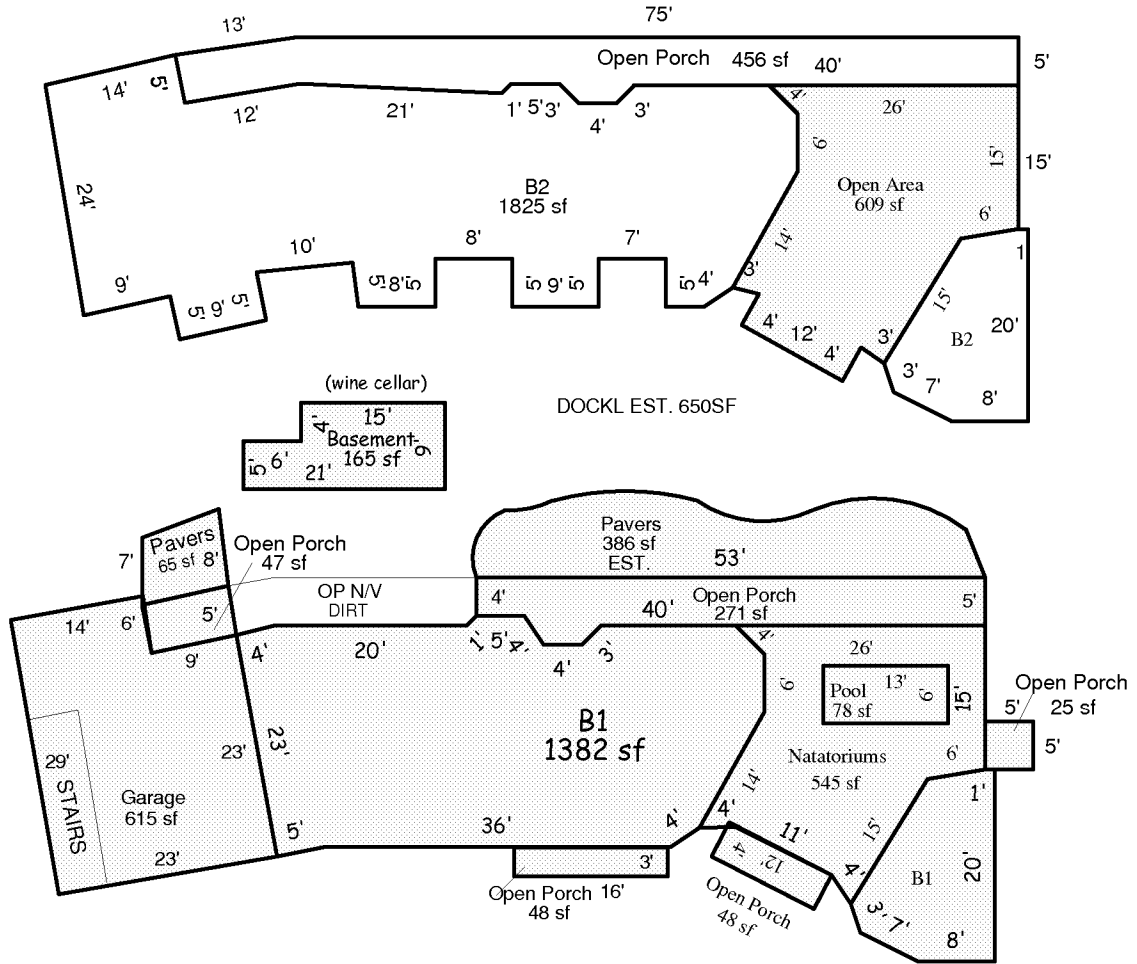 75'
13'
Open Porch 456 sf
40'
5'
14'
5'
12'
21'
1'
5'
3'
4'
3'
4'
26'
6'
15'
15'
24'
B2
1825 sf
Open Area
609 sf
6'
14'
1
10'
8'
7'
3'
9'
5'
9'
5'
5'
8'
5'
5'
9'
5'
5'
4'
15'
20'
4'
12'
4'
3'
B2
3'
7'
8'
(wine cellar)
DOCKL EST. 650SF
15'
4'
Basement
165 sf
9
5'
6'
21'
Pavers
65 sf
7'
8'
Open Porch
47 sf
Pavers
386 sf
EST.
53'
OP N/V
DIRT
4'
Open Porch
271 sf
40'
5'
14'
6'
5'
9'
4'
20'
1'
5'
4'
4'
3'
4'
26'
6'
13'
Pool
78 sf
6'
15'
Open Porch
25 sf
5'
5'
B1
1382 sf
23'
23'
Natatoriums
545 sf
6'
29'
STAIRS
Garage
615 sf
23'
5'
36'
4'
14'
4'
11'
15'
4'
1'
20'
B1
3'
7'
8'
3'
16'
Open Porch
48 sf
4'
12'
Open Porch
48 sf